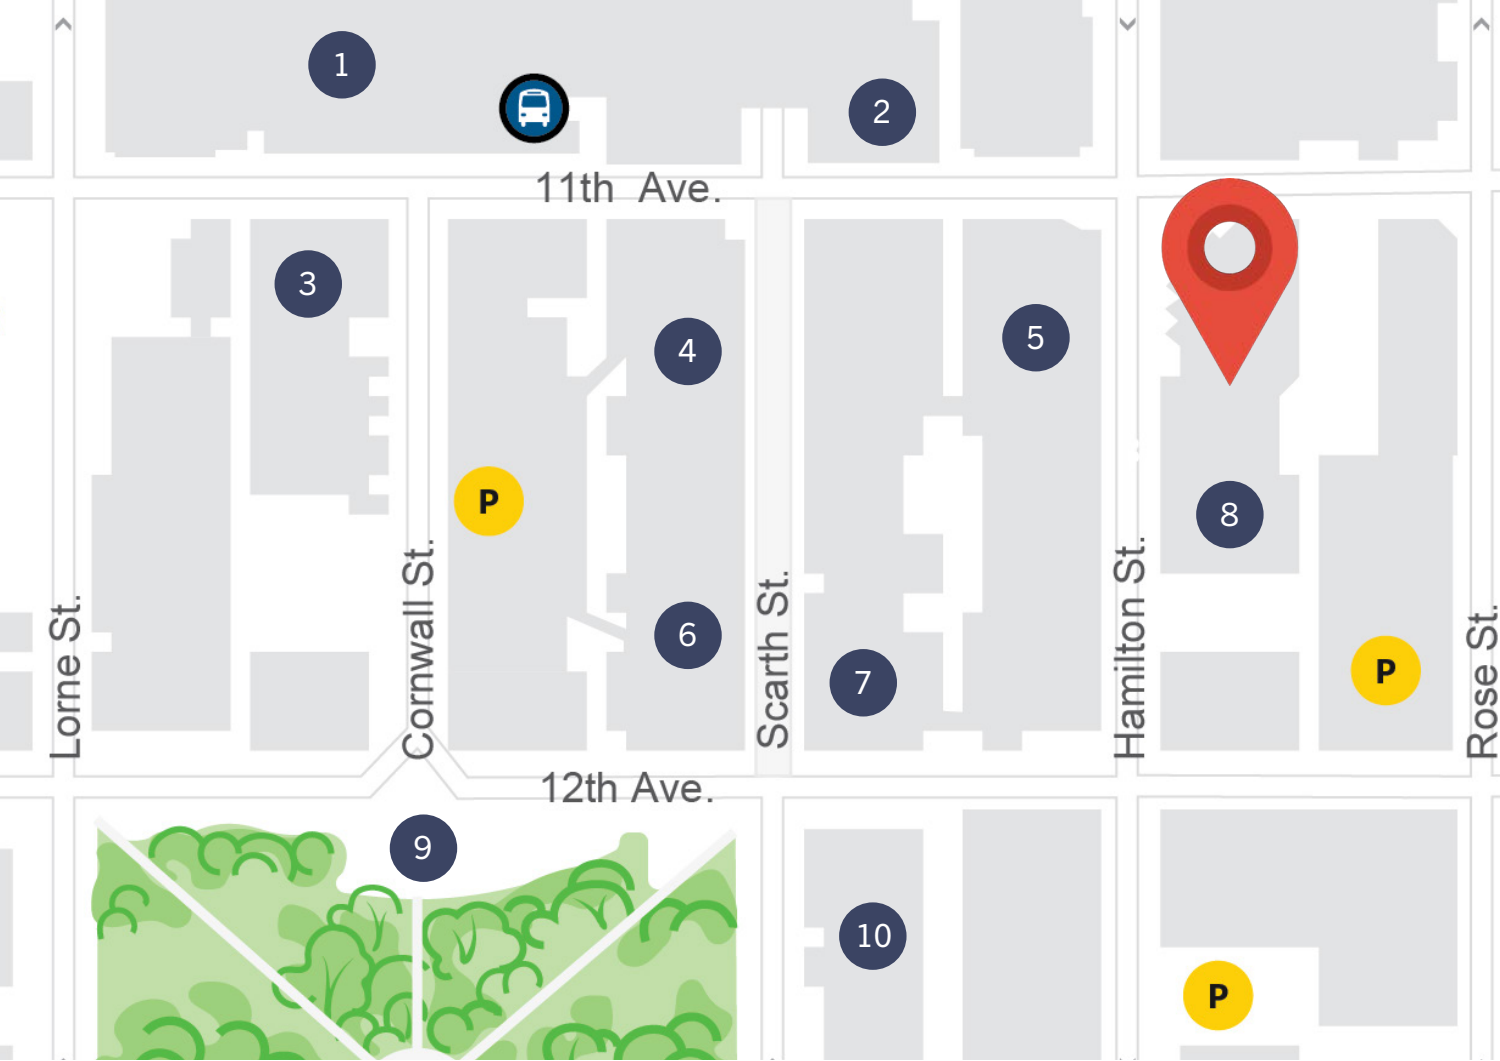 1
2
11th Ave.
3
4
5
P
8
6
7
P
Lorne St.
Cornwall St.
Scarth St.
Hamilton St.
Rose St.
12th Ave.
9
10
P